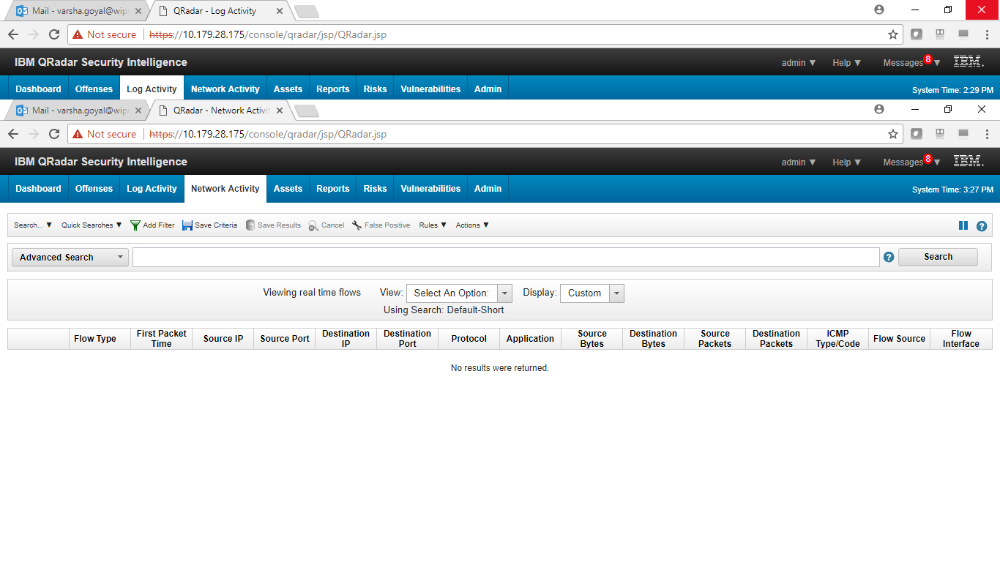 Mail - varsha.goyal@wip QRadar - Log Activity
Not secure https://10.179.28.175/console/qradar/jsp/QRadar.jsp
IBM QRadar Security Intelligence admin ▼ Help ▼ Messages 8 ▼ IBM.
Dashboard Offenses Log Activity Network Activity Assets Reports Risks Vulnerabilities Admin System Time: 2:29 PM
Mail - varsha.goyal@wip QRadar - Network Activit
Not secure https://10.179.28.175/console/qradar/jsp/QRadar.jsp
IBM QRadar Security Intelligence admin ▼ Help ▼ Messages 8 ▼ IBM.
Dashboard Offenses Log Activity Network Activity Assets Reports Risks Vulnerabilities Admin System Time: 3:27 PM
Search... ▼ Quick Searches ▼ Add Filter Save Criteria Save Results Cancel False Positive Rules ▼ Actions ▼
Advanced Search Search
Viewing real time flows View: Select An Option: Display: Custom
Using Search: Default-Short
Flow Type First Packet Time Source IP Source Port Destination IP Destination Port Protocol Application Source Bytes Destination Bytes Source Packets Destination Packets ICMP Type/Code Flow Source Flow Interface
No results were returned.